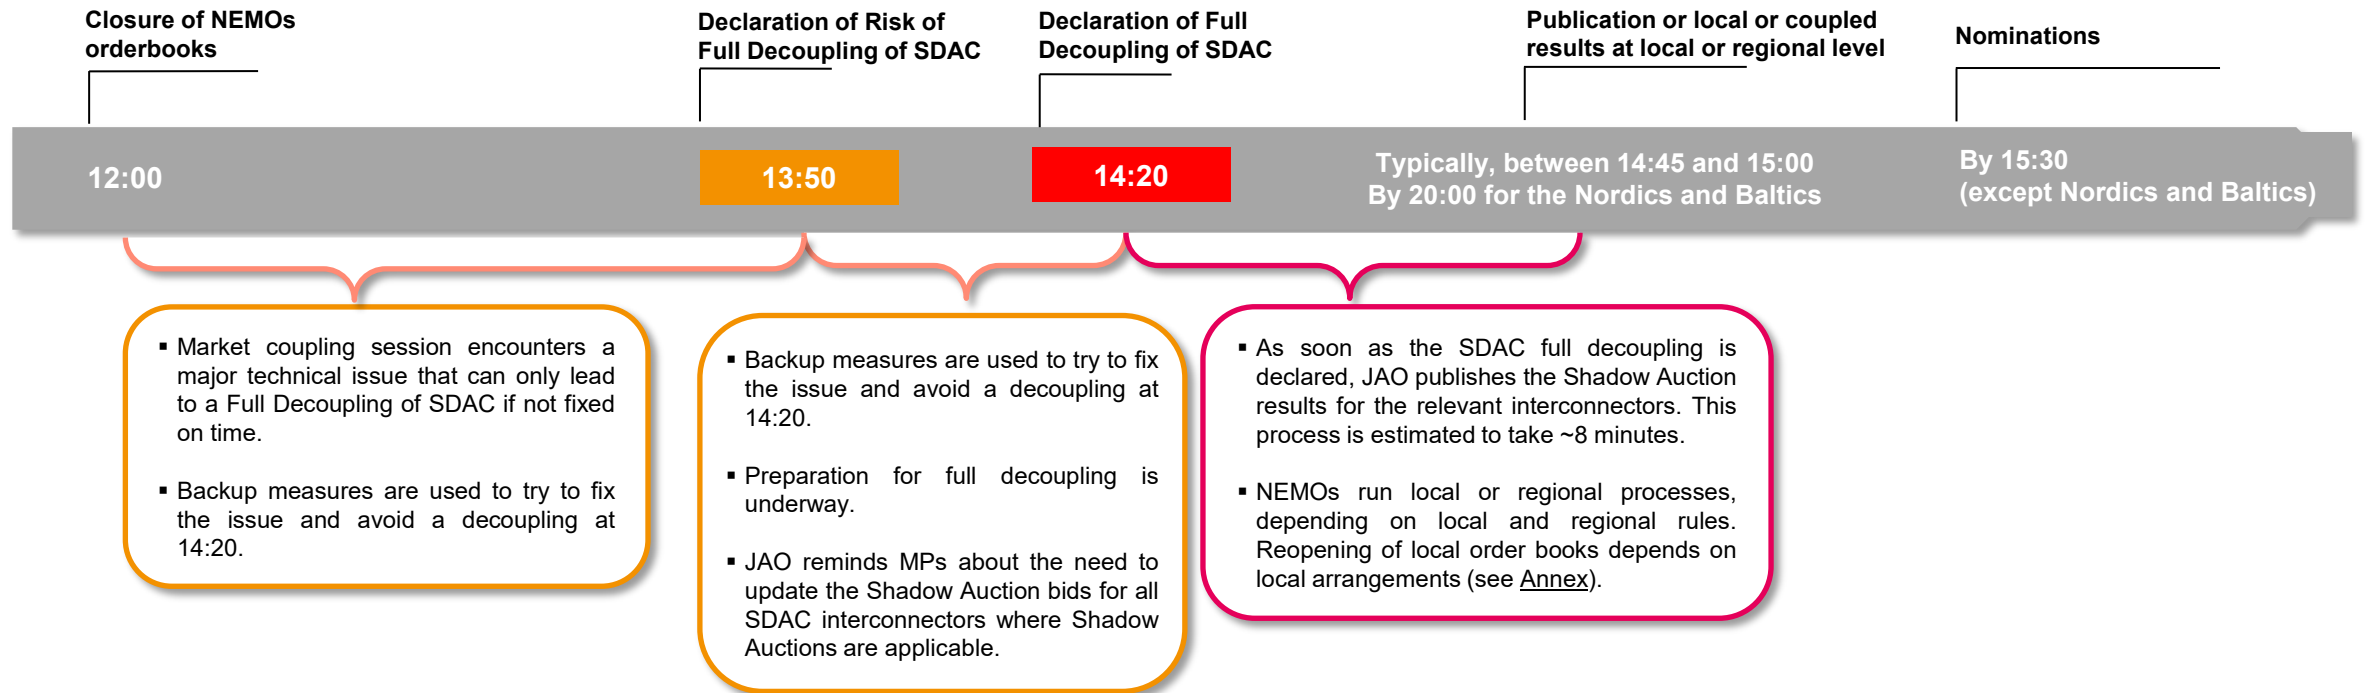 Closure of NEMOs
orderbooks
Declaration of Risk of
Full Decoupling of SDAC
Declaration of Full
Decoupling of SDAC
Publication or local or coupled
results at local or regional level
Nominations
12:00
13:50
14:20
Typically, between 14:45 and 15:00
By 20:00 for the Nordics and Baltics
By 15:30
(except Nordics and Baltics)
▪ Market coupling session encounters a
major technical issue that can only lead
to a Full Decoupling of SDAC if not fixed
on time.
▪ Backup measures are used to try to fix
the issue and avoid a decoupling at
14:20.
▪ Backup measures are used to try to fix
the issue and avoid a decoupling at
14:20.
▪ Preparation for full decoupling is
underway.
▪ JAO reminds MPs about the need to
update the Shadow Auction bids for all
SDAC interconnectors where Shadow
Auctions are applicable.
▪ As soon as the SDAC full decoupling is
declared, JAO publishes the Shadow Auction
results for the relevant interconnectors. This
process is estimated to take ~8 minutes.
▪ NEMOs run local or regional processes,
depending on local and regional rules.
Reopening of local order books depends on
local arrangements (see Annex).